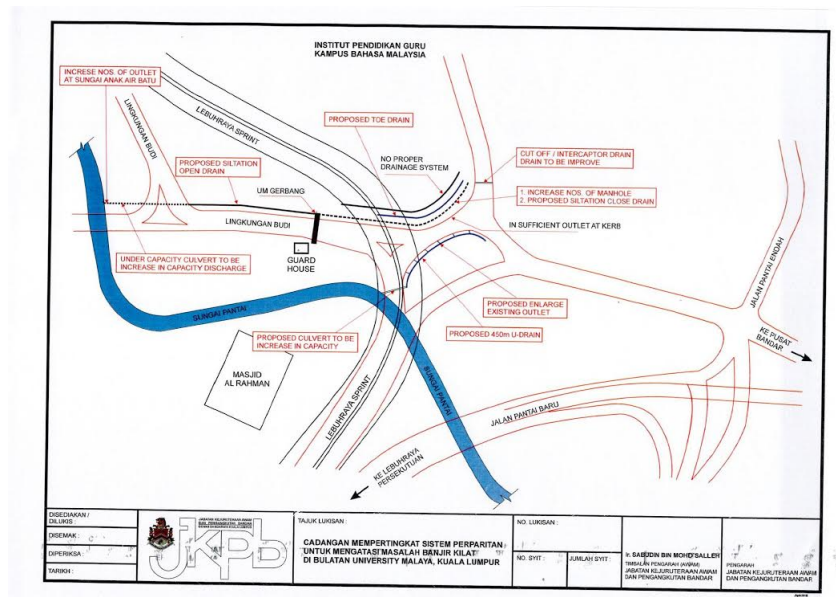 INSTITUT PENDIDIKAN GURU
KAMPUS BAHASA MALAYSIA
INCRESE NOS. OF OUTLET
AT SUNGAI ANAK AIR BATU
LINGKUNGAN BUDI
LEBUHRAYA SPRINT
PROPOSED TOE DRAIN
NO PROPER
DRAINAGE SYSTEM
CUT OFF / INTERCAPTOR DRAIN
DRAIN TO BE IMPROVE
PROPOSED SILTATION
OPEN DRAIN
UM GERBANG
1. INCREASE NOS. OF MANHOLE
2. PROPOSED SILTATION CLOSE DRAIN
LINGKUNGAN BUDI
IN SUFFICIENT OUTLET AT KERB
GUARD
HOUSE
UNDER CAPACITY CULVERT TO BE
INCREASE IN CAPACITY DISCHARGE
JALAN PANTAI ENDAH
SUNGAI PANTAI
PROPOSED ENLARGE
EXISTING OUTLET
PROPOSED CULVERT TO BE
INCREASE IN CAPACITY
PROPOSED 450m U-DRAIN
KE PUSAT
BANDAR
MASJID
AL RAHMAN
LEBUHRAYA SPRINT
SUNGAI PANTAI
JALAN PANTAI BARU
KE LEBUHRAYA
PERSEKUTUAN
DISEDIAKAN /
DILUKIS :
DISEMAK :
DIPERIKSA :
TARIKH :
JKPB
JABATAN KEJURUTERAAN AWAM
DAN PENGANGKUTAN BANDAR
TAJUK LUKISAN :
CADANGAN MEMPERTINGKAT SISTEM PERPARITAN
UNTUK MENGATASI MASALAH BANJIR KILAT
DI BULATAN UNIVERSITY MALAYA, KUALA LUMPUR
NO. LUKISAN :
NO. SYIT :
JUMLAH SYIT :
Ir. SABUDIN BIN MOHD SALLEH
TIMBALAN PENGARAH (AWAM)
JABATAN KEJURUTERAAN AWAM
DAN PENGANGKUTAN BANDAR
PENGARAH
JABATAN KEJURUTERAAN AWAM
DAN PENGANGKUTAN BANDAR